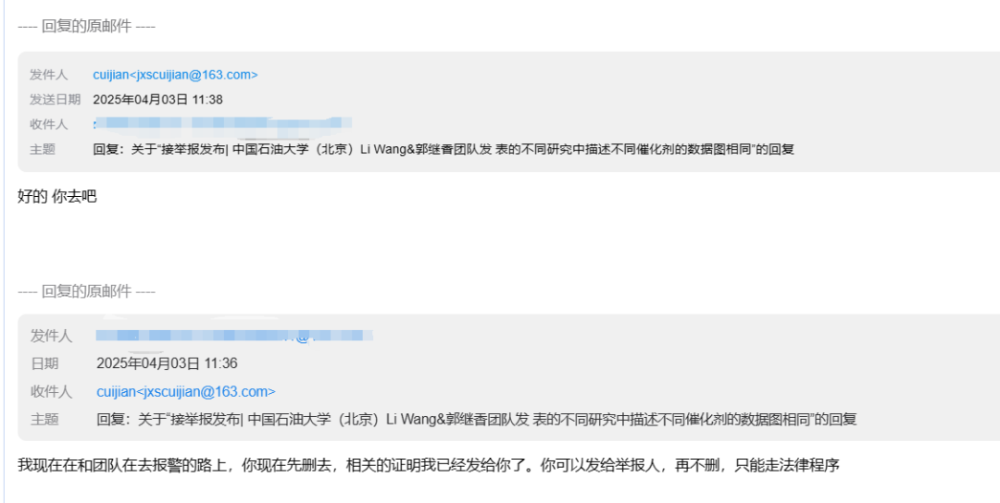 ---- 回复的原邮件 ----
发件人 cuijian<jxscuijian@163.com>
发送日期 2025年04月03日 11:38
收件人
主题 回复：关于“接举报发布| 中国石油大学（北京）Li Wang&郭继香团队发 表的不同研究中描述不同催化剂的数据图相同”的回复
好的 你去吧
---- 回复的原邮件 ----
发件人 @
日期 2025年04月03日 11:36
收件人 cuijian<jxscuijian@163.com>
主题 回复：关于“接举报发布| 中国石油大学（北京）Li Wang&郭继香团队发 表的不同研究中描述不同催化剂的数据图相同”的回复
我现在在和团队在去报警的路上，你现在先删去，相关的证明我已经发给你了。你可以发给举报人，再不删，只能走法律程序